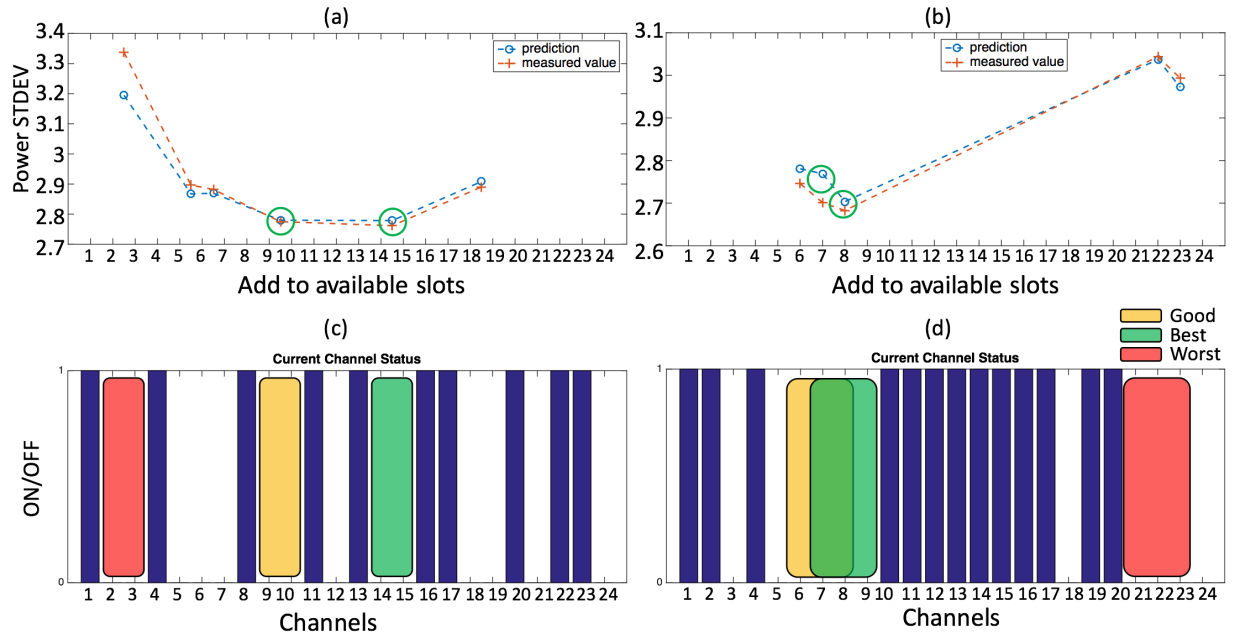 (a)
3.4
3.3
3.2
3.1
3
2.9
2.8
2.7
Power STDEV
prediction
measured value
1 2 3 4 5 6 7 8 9 10 11 12 13 14 15 16 17 18 19 20 21 22 23 24
Add to available slots
(b)
3.1
3
2.9
2.8
2.7
2.6
prediction
measured value
1 2 3 4 5 6 7 8 9 10 11 12 13 14 15 16 17 18 19 20 21 22 23 24
Add to available slots
(c)
Current Channel Status
1
0
ON/OFF
1 2 3 4 5 6 7 8 9 10 11 12 13 14 15 16 17 18 19 20 21 22 23 24
Channels
(d)
Good
Best
Worst
Current Channel Status
1
0
1 2 3 4 5 6 7 8 9 10 11 12 13 14 15 16 17 18 19 20 21 22 23 24
Channels